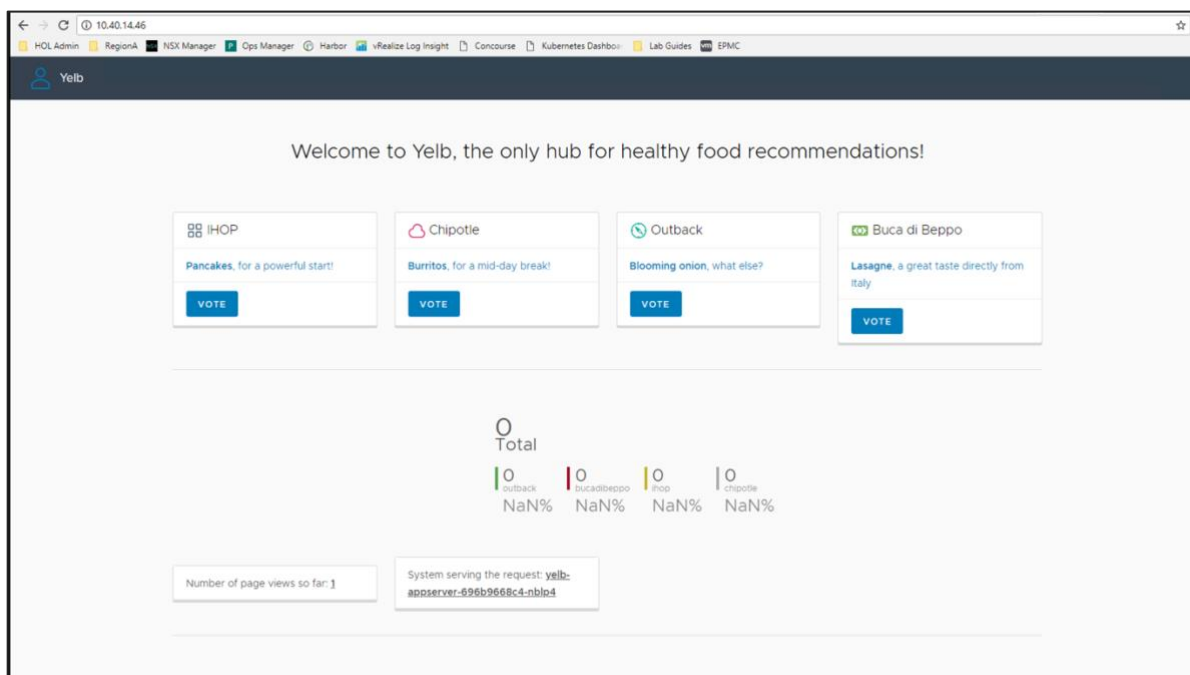 10.40.14.46
HOL Admin RegionA NSX Manager Ops Manager Harbor vRealize Log Insight Concourse Kubernetes Dashboa Lab Guides vm EPMC
Yelb
Welcome to Yelb, the only hub for healthy food recommendations!
IHOP Chipotle Outback Buca di Beppo
Pancakes, for a powerful start! Burritos, for a mid-day break! Blooming onion, what else? Lasagne, a great taste directly from
Italy
VOTE VOTE VOTE
VOTE
0
Total
0 0 0 0
outback bucadibeppo ihop chipotle
NaN% NaN% NaN% NaN%
System serving the request: yelb-
Number of page views so far: 1
appserver-696b9668c4-nblp4